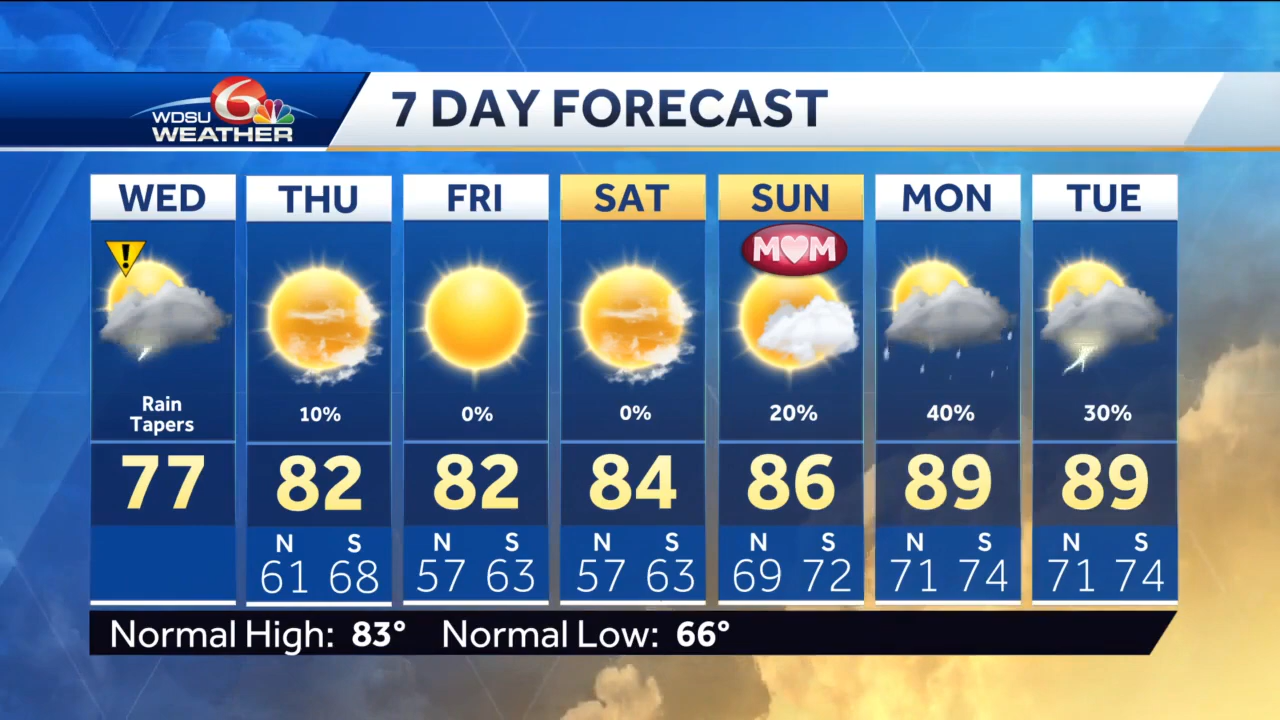 WDSU 6
WEATHER
7 DAY FORECAST
WED THU FRI SAT SUN MON TUE
!
M♥M
Rain
Tapers
10% 0% 0% 20% 40% 30%
77 82 82 84 86 89 89
N S N S N S N S N S N S
61 68 57 63 57 63 69 72 71 74 71 74
Normal High: 83° Normal Low: 66°